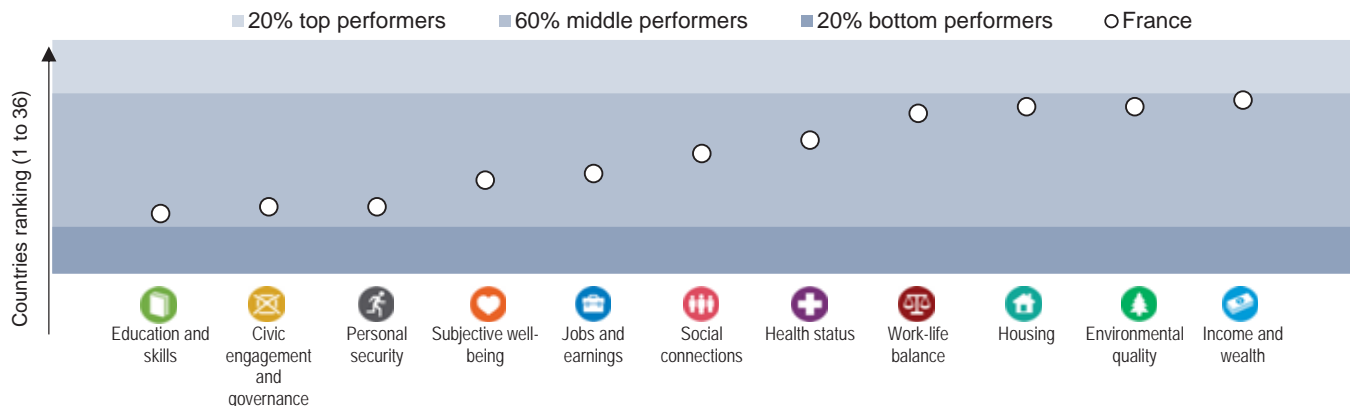 20% top performers 60% middle performers 20% bottom performers France
Countries ranking (1 to 36)
Education and
skills
Civic
engagement
and
governance
Personal
security
Subjective well-
being
Jobs and
earnings
Social
connections
Health status
Work-life
balance
Housing
Environmental
quality
Income and
wealth